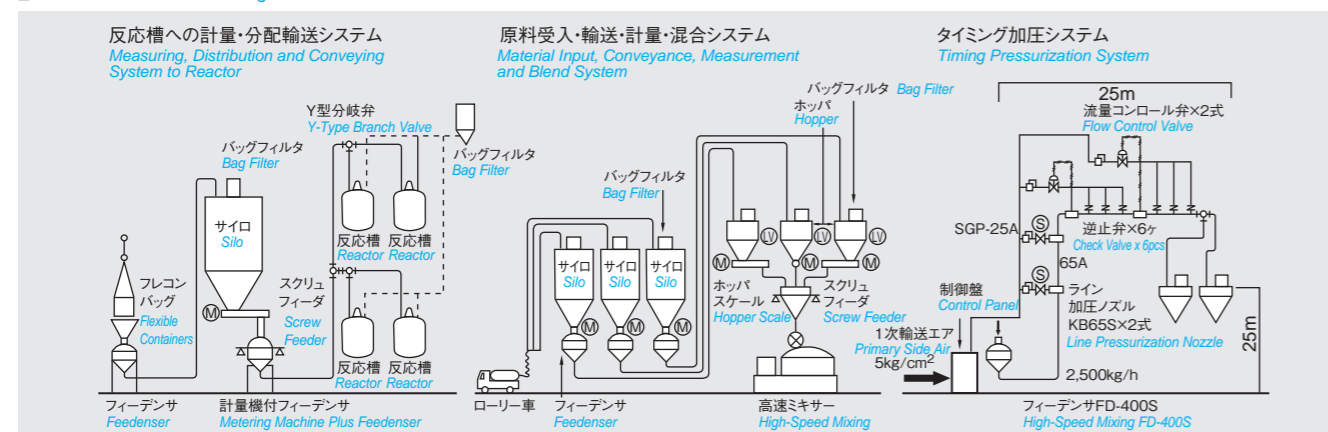 反応槽への計量・分配輸送システム
Measuring, Distribution and Conveying
System to Reactor
Y型分岐弁
Y-Type Branch Valve
バッグフィルタ
Bag Filter
バッグフィルタ
Bag Filter
サイロ
Silo
反応槽 反応槽
Reactor Reactor
フレコン
バッグ
Flexible
Containers
スクリュ
フィーダ
Screw
Feeder
M
反応槽 反応槽
Reactor Reactor
フィーデンサ
Feedenser
計量機付フィーデンサ
Metering Machine Plus Feedenser
原料受入・輸送・計量・混合システム
Material Input, Conveyance, Measurement
and Blend System
バッグフィルタ Bag Filter
ホッパ
Hopper
バッグフィルタ
Bag Filter
サイロ サイロ サイロ
Silo Silo Silo
LV LV LV
M M
M M M
ホッパ
スケール
Hopper Scale
スクリュ
フィーダ
Screw Feeder
ローリー車
フィーデンサ
Feedenser
高速ミキサー
High-Speed Mixing
タイミング加圧システム
Timing Pressurization System
25m
流量コントロール弁×2式
Flow Control Valve
SGP-25A
S
逆止弁×6ヶ
Check Valve x 6pcs
65A
S
制御盤
Control Panel
ライン
加圧ノズル
KB65S×2式
Line Pressurization Nozzle
1次輸送エア
Primary Side Air
5kg/cm2
2,500kg/h
25m
フィーデンサFD-400S
High-Speed Mixing FD-400S